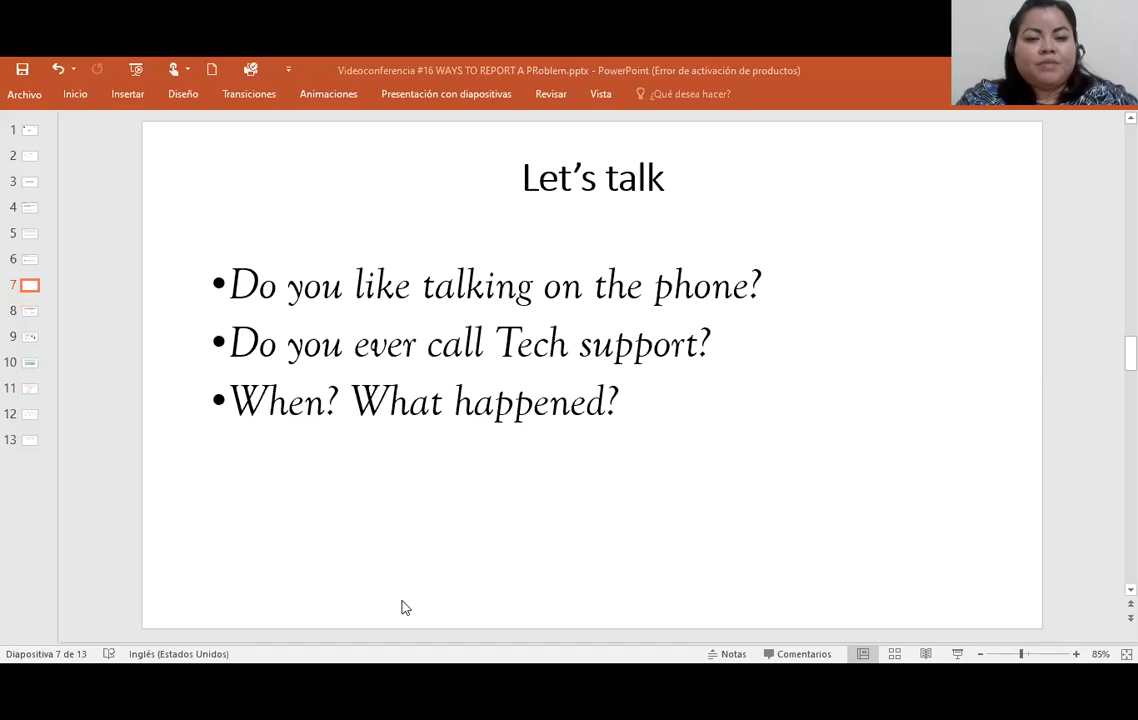 Videoconferencia #16 WAYS TO REPORT A PRoblem.pptx - PowerPoint (Error de activación de productos)
Archivo Inicio Insertar Diseño Transiciones Animaciones Presentación con diapositivas Revisar Vista ¿Qué desea hacer?
1
2
3
4
5
6
7
8
9
10
11
12
13
Let's talk
•Do you like talking on the phone?
•Do you ever call Tech support?
•When? What happened?
Diapositiva 7 de 13 Inglés (Estados Unidos) Notas Comentarios 85%